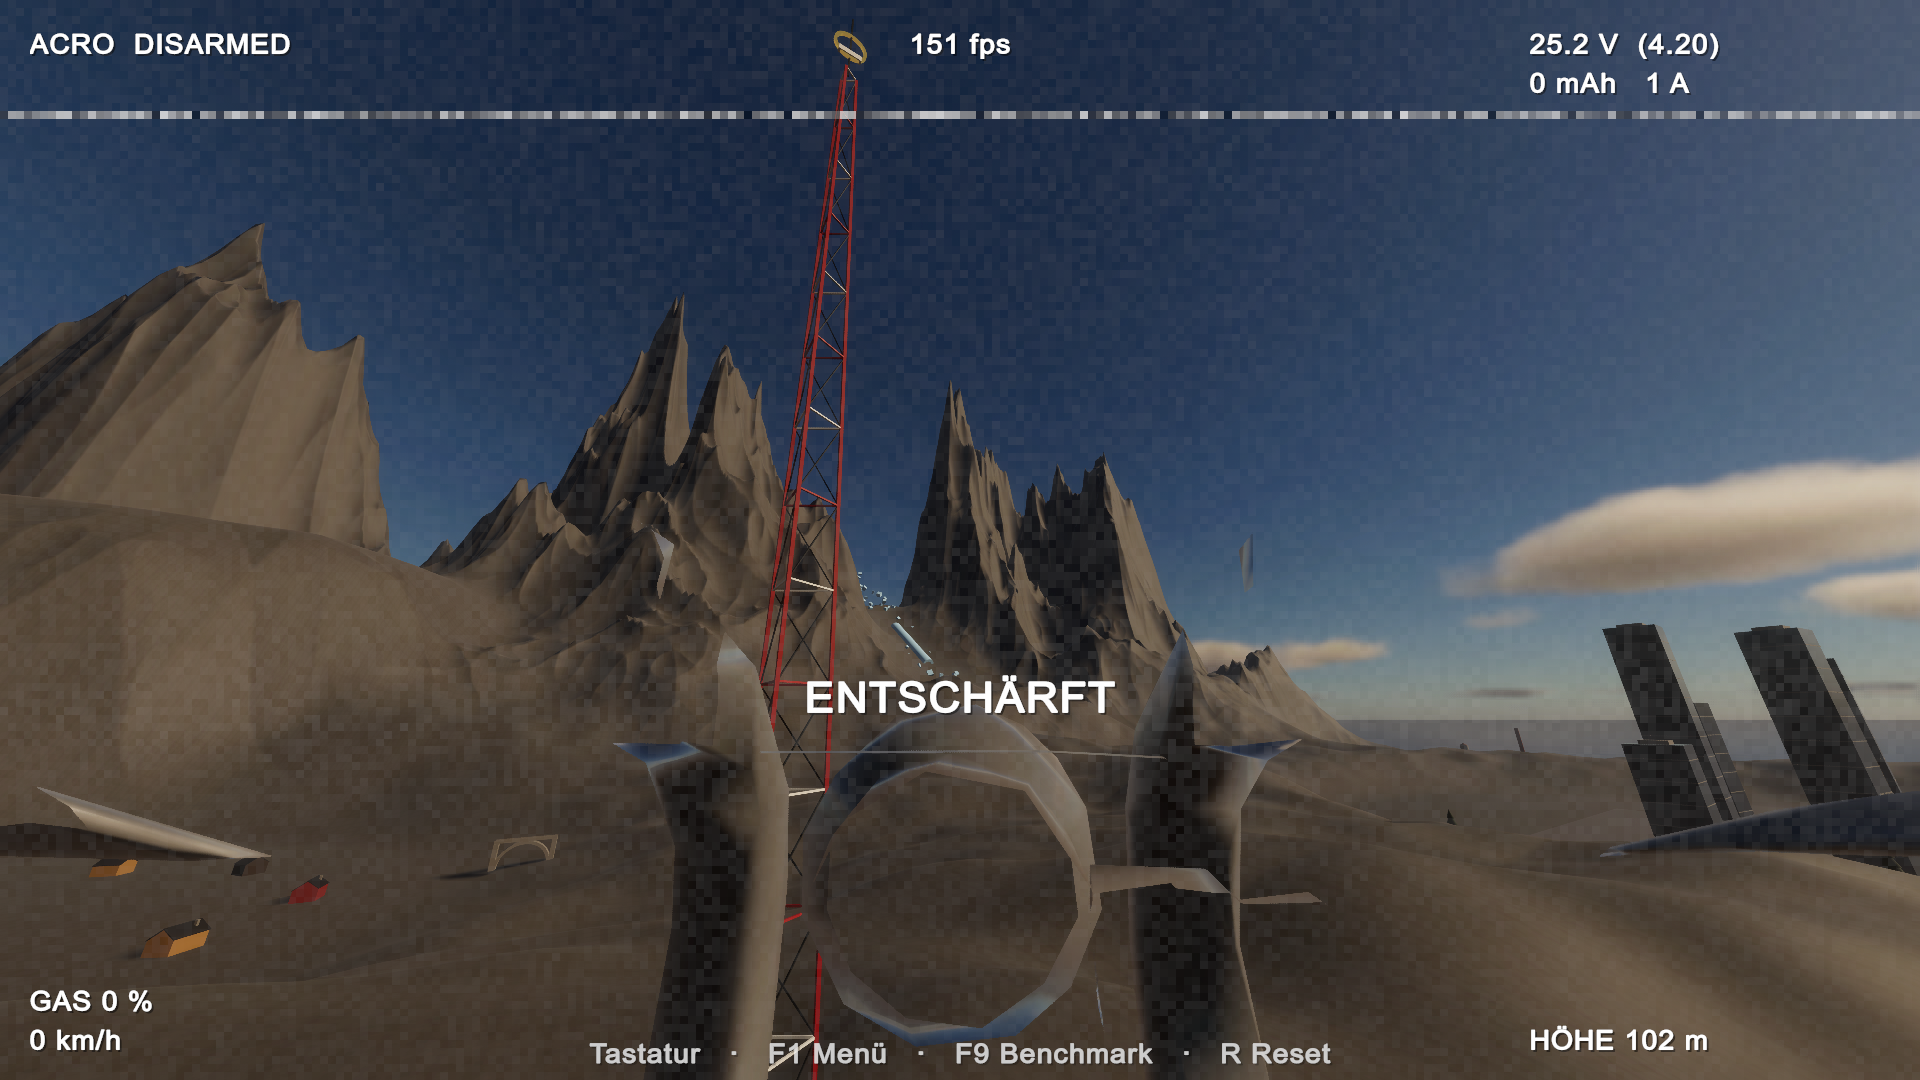 ACRO DISARMED
151 fps
25.2 V (4.20)
0 mAh 1 A
ENTSCHÄRFT
GAS 0 %
0 km/h
Tastatur · F1 Menü · F9 Benchmark · R Reset
HÖHE 102 m